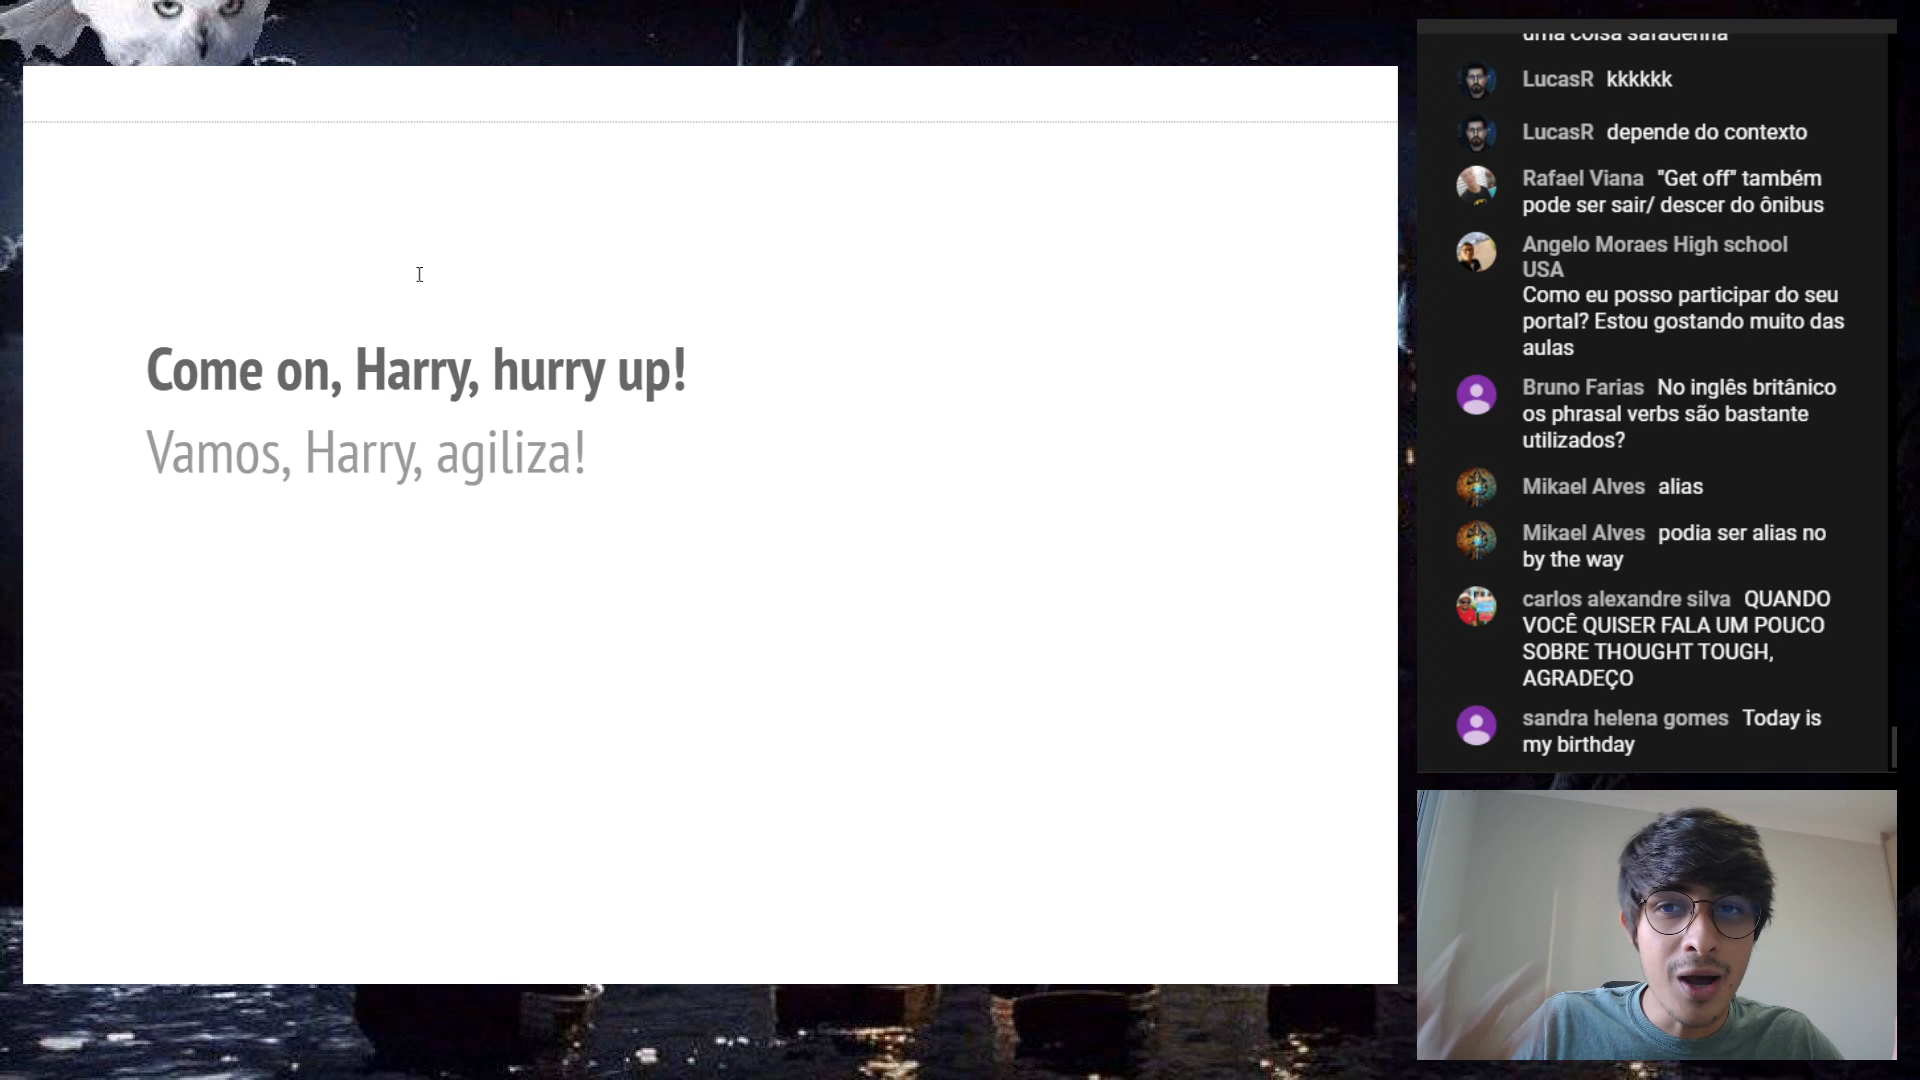 Come on, Harry, hurry up!
Vamos, Harry, agiliza!
uma coisa safadenha
LucasR kkkkkk
LucasR depende do contexto
Rafael Viana "Get off" também
pode ser sair/ descer do ônibus
Angelo Moraes High school
USA
Como eu posso participar do seu
portal? Estou gostando muito das
aulas
Bruno Farias No inglês britânico
os phrasal verbs são bastante
utilizados?
Mikael Alves alias
Mikael Alves podia ser alias no
by the way
carlos alexandre silva QUANDO
VOCÊ QUISER FALA UM POUCO
SOBRE THOUGHT TOUGH,
AGRADEÇO
sandra helena gomes Today is
my birthday